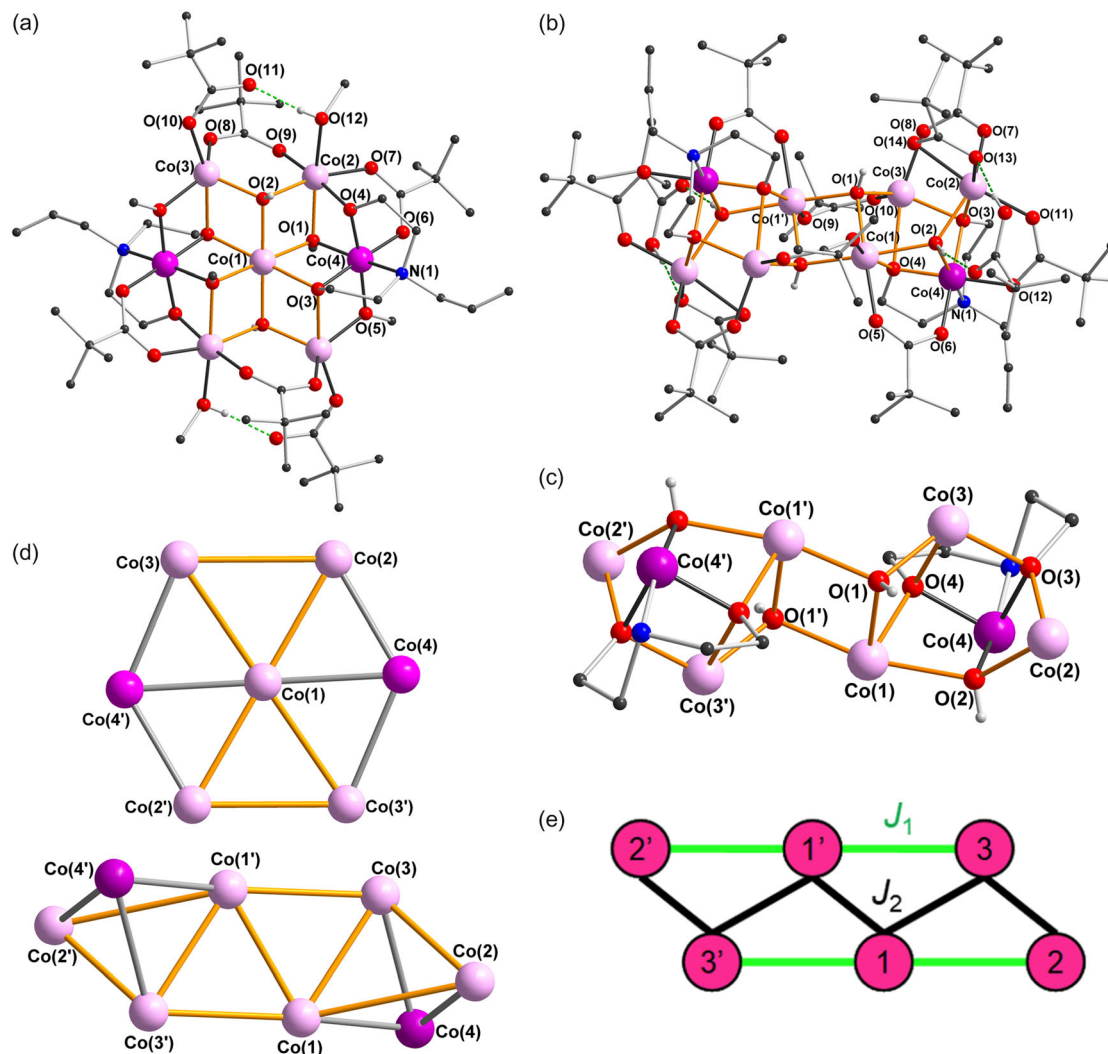 (a)
O(11)
O(10)
O(8)
O(9)
O(12)
Co(3)
Co(2)
O(7)
O(2)
O(4)
O(6)
O(1)
Co(1)
Co(4)
N(1)
O(3)
O(5)
(b)
O(8)
O(14)
O(7)
O(13)
O(1)
Co(3)
Co(2)
Co(1')
O(9)
O(10)
O(3)
O(11)
Co(1)
O(2)
O(4)
Co(4)
O(12)
N(1)
O(5)
O(6)
(c)
Co(2')
Co(1')
Co(3)
Co(4')
O(1)
O(4)
O(3)
O(1')
Co(4)
Co(3')
Co(1)
O(2)
Co(2)
(d)
Co(3)
Co(2)
Co(4)
Co(1)
Co(4')
Co(2')
Co(3')
Co(4')
Co(1')
Co(3)
Co(2')
Co(2)
Co(3')
Co(1)
Co(4)
(e)
J1
2' 1' 3
J2
3' 1 2